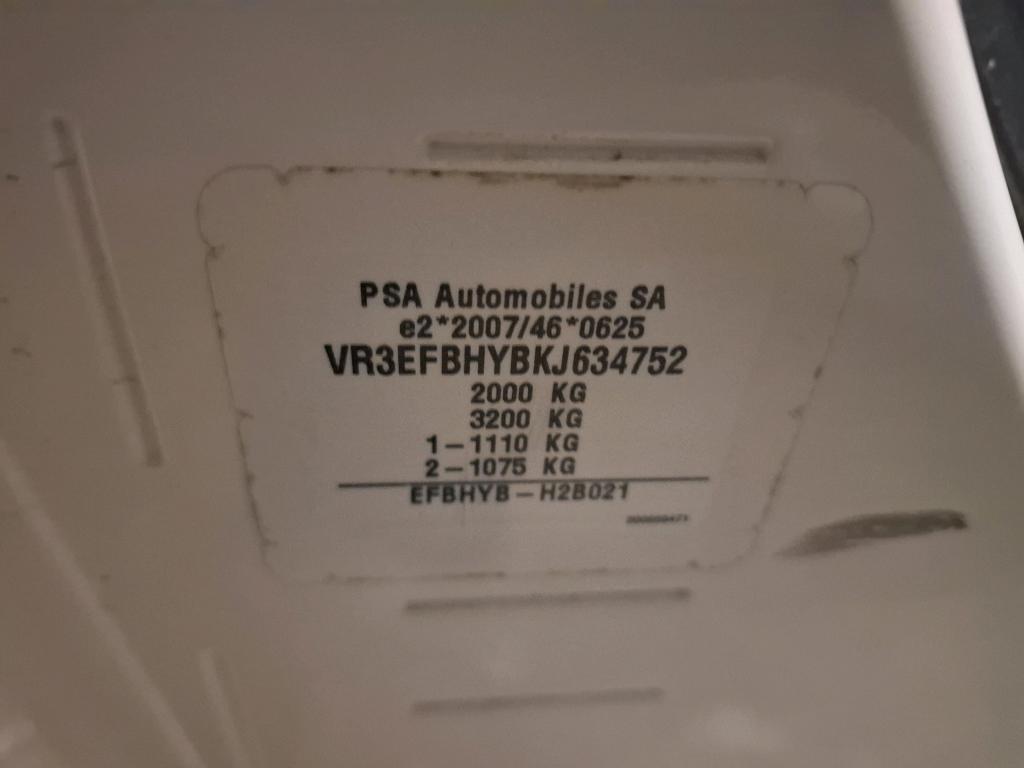 PSA Automobiles SA
e2*2007/46*0625
VR3EFBHYBKJ634752
2000 KG
3200 KG
1-1110 KG
2-1075 KG
EFBHYB-H2B021